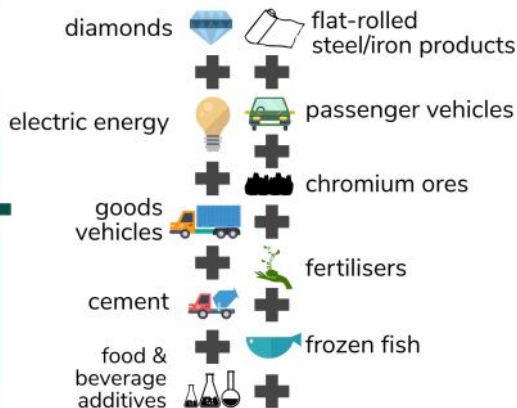 diamonds
flat-rolled
steel/iron products
electric energy
passenger vehicles
chromium ores
goods
vehicles
fertilisers
cement
frozen fish
food &
beverage
additives